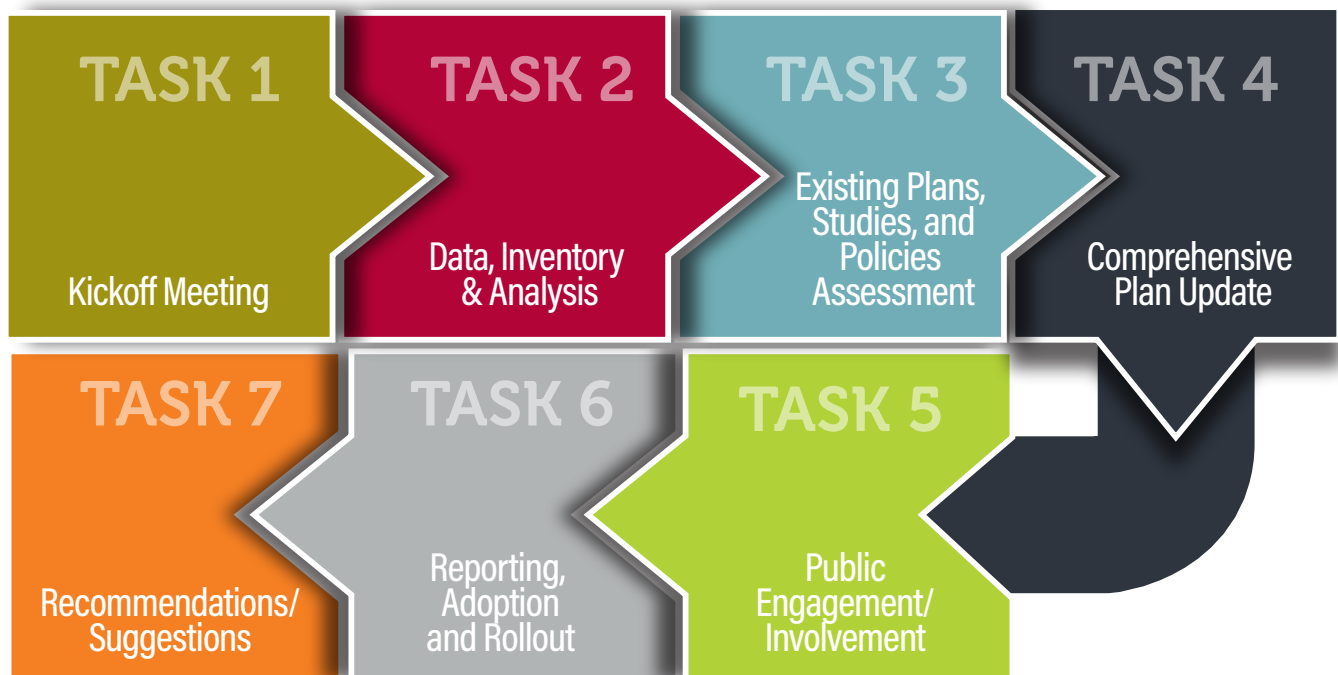 TASK 1
Kickoff Meeting
TASK 2
Data, Inventory
& Analysis
TASK 3
Existing Plans,
Studies, and
Policies
Assessment
TASK 4
Comprehensive
Plan Update
TASK 5
Public
Engagement/
Involvement
TASK 6
Reporting,
Adoption
and Rollout
TASK 7
Recommendations/
Suggestions